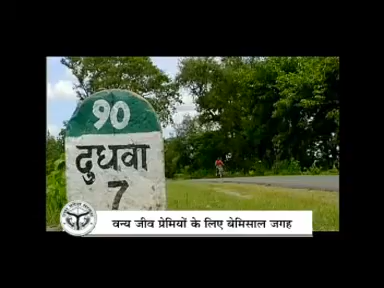 90
दुधवा
7
वन्य जीव प्रेमियों के लिए बेमिसाल जगह